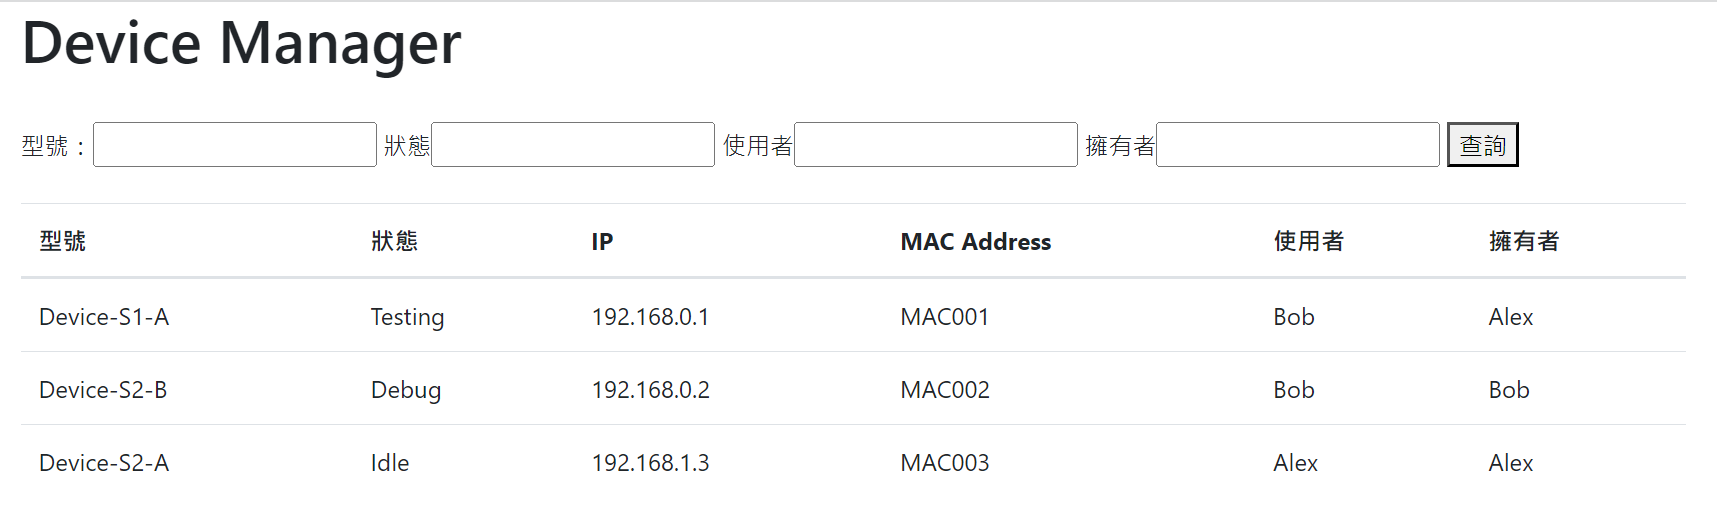 Device Manager
型號： 狀態 使用者 擁有者 查詢
型號 狀態 IP MAC Address 使用者 擁有者
Device-S1-A Testing 192.168.0.1 MAC001 Bob Alex
Device-S2-B Debug 192.168.0.2 MAC002 Bob Bob
Device-S2-A Idle 192.168.1.3 MAC003 Alex Alex